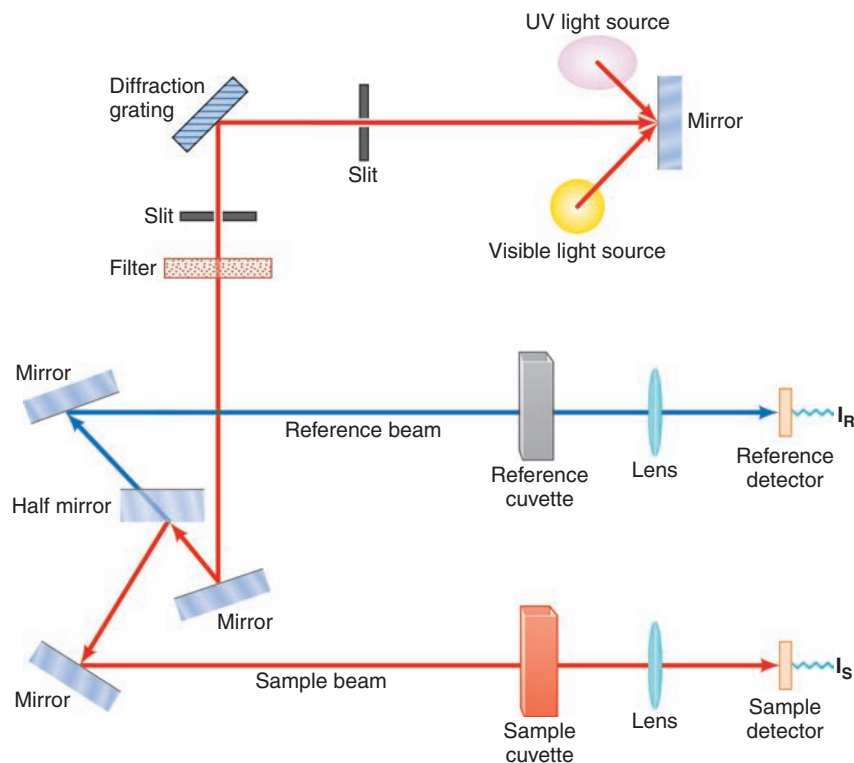 UV light source
Diffraction
grating
Mirror
Slit
Slit
Visible light source
Filter
Mirror
Reference beam
I_R
Reference
cuvette
Lens
Reference
detector
Half mirror
Mirror
Mirror
Sample beam
I_S
Sample
cuvette
Lens
Sample
detector